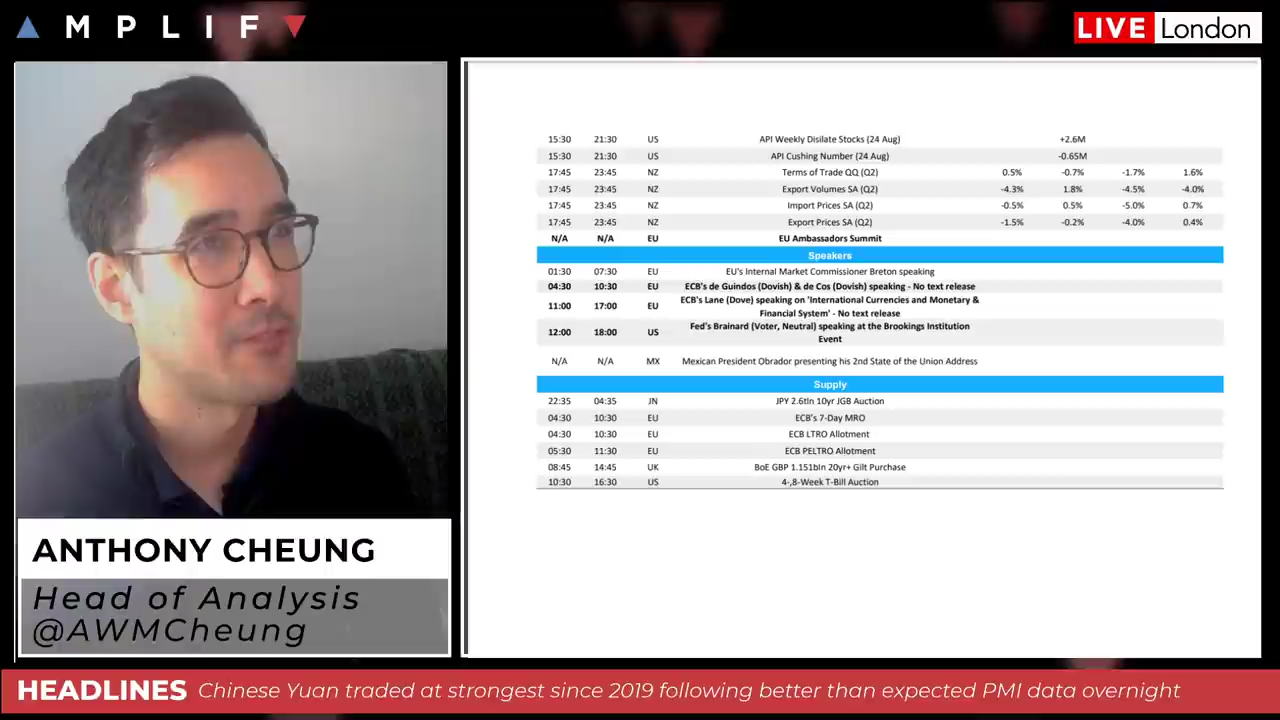 AMPLIFY
LIVE London
15:30 21:30 US API Weekly Disilate Stocks (24 Aug) +2.6M
15:30 21:30 US API Cushing Number (24 Aug) -0.65M
17:45 23:45 NZ Terms of Trade QQ (Q2) 0.5% -0.7% -1.7% 1.6%
17:45 23:45 NZ Export Volumes SA (Q2) -4.3% 1.8% -4.5% -4.0%
17:45 23:45 NZ Import Prices SA (Q2) -0.5% 0.5% -5.0% 0.7%
17:45 23:45 NZ Export Prices SA (Q2) -1.5% -0.2% -4.0% 0.4%
N/A N/A EU EU Ambassadors Summit
Speakers
01:30 07:30 EU EU's Internal Market Commissioner Breton speaking
04:30 10:30 EU ECB's de Guindos (Dovish) & de Cos (Dovish) speaking - No text release
11:00 17:00 EU ECB's Lane (Dove) speaking on 'International Currencies and Monetary &
Financial System' - No text release
12:00 18:00 US Fed's Brainard (Voter, Neutral) speaking at the Brookings Institution
Event
N/A N/A MX Mexican President Obrador presenting his 2nd State of the Union Address
Supply
22:35 04:35 JN JPY 2.6tln 10yr JGB Auction
04:30 10:30 EU ECB's 7-Day MRO
04:30 10:30 EU ECB LTRO Allotment
05:30 11:30 EU ECB PELTRO Allotment
08:45 14:45 UK BoE GBP 1.151bln 20yr+ Gilt Purchase
10:30 16:30 US 4-,8-Week T-Bill Auction
ANTHONY CHEUNG
Head of Analysis
@AWMCheung
HEADLINES Chinese Yuan traded at strongest since 2019 following better than expected PMI data overnight